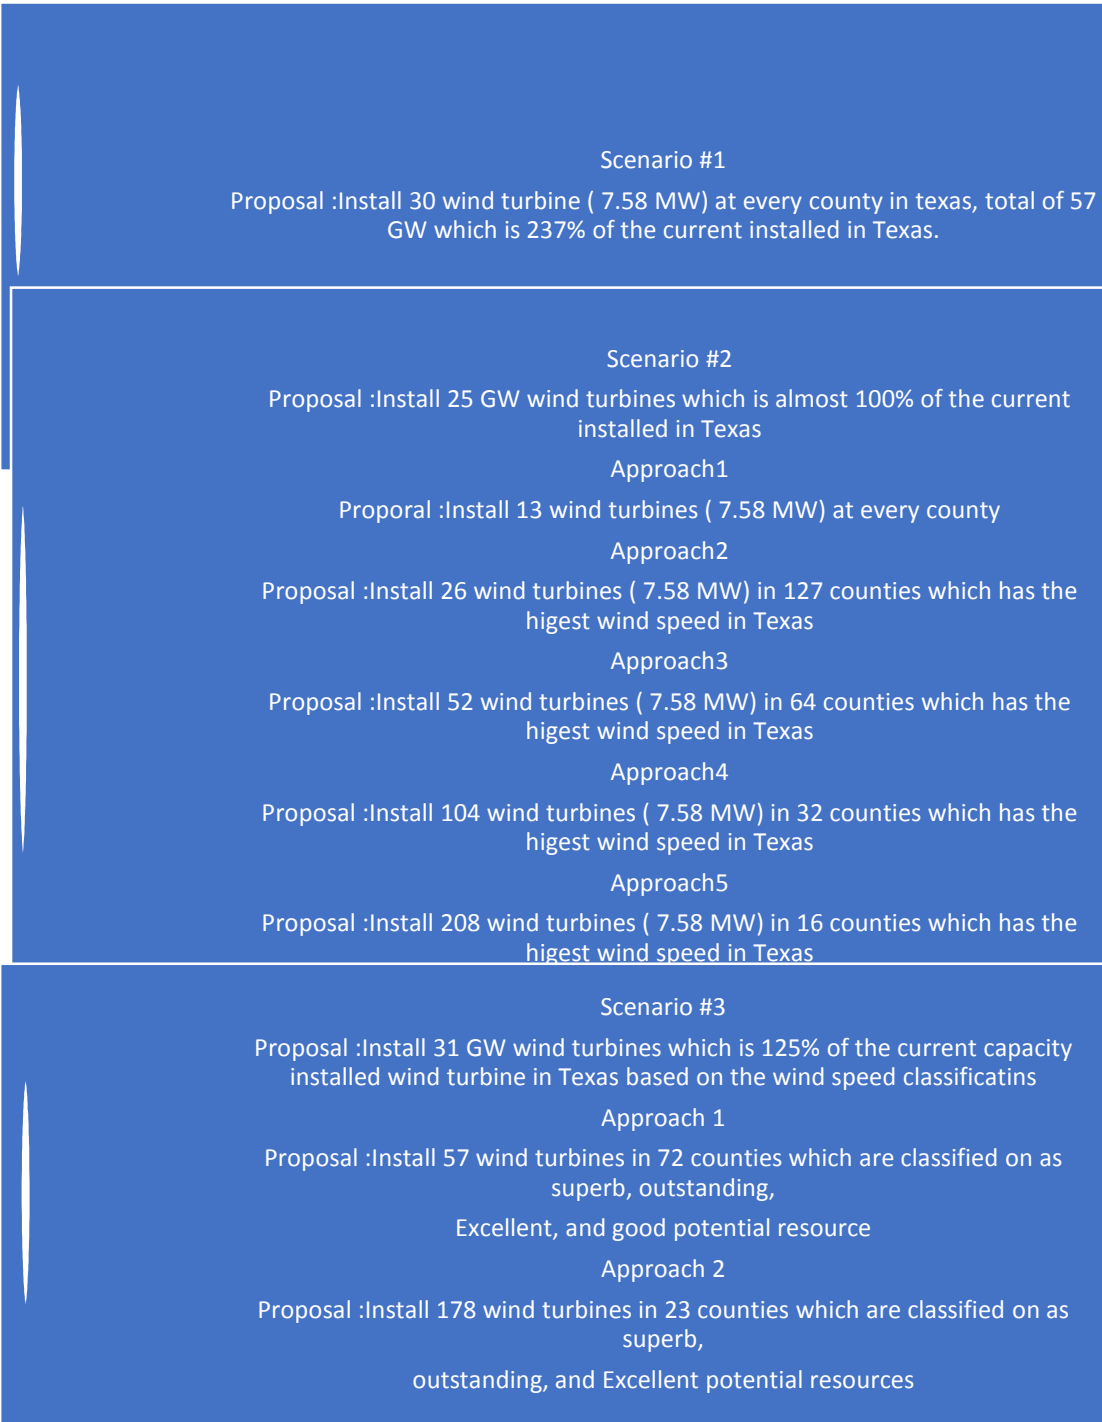 Scenario #1
Proposal :Install 30 wind turbine ( 7.58 MW) at every county in texas, total of 57
GW which is 237% of the current installed in Texas.
Scenario #2
Proposal :Install 25 GW wind turbines which is almost 100% of the current
installed in Texas
Approach1
Proporal :Install 13 wind turbines ( 7.58 MW) at every county
Approach2
Proposal :Install 26 wind turbines ( 7.58 MW) in 127 counties which has the
higest wind speed in Texas
Approach3
Proposal :Install 52 wind turbines ( 7.58 MW) in 64 counties which has the
higest wind speed in Texas
Approach4
Proposal :Install 104 wind turbines ( 7.58 MW) in 32 counties which has the
higest wind speed in Texas
Approach5
Proposal :Install 208 wind turbines ( 7.58 MW) in 16 counties which has the
higest wind speed in Texas
Scenario #3
Proposal :Install 31 GW wind turbines which is 125% of the current capacity
installed wind turbine in Texas based on the wind speed classificatins
Approach 1
Proposal :Install 57 wind turbines in 72 counties which are classified on as
superb, outstanding,
Excellent, and good potential resource
Approach 2
Proposal :Install 178 wind turbines in 23 counties which are classified on as
superb,
outstanding, and Excellent potential resources